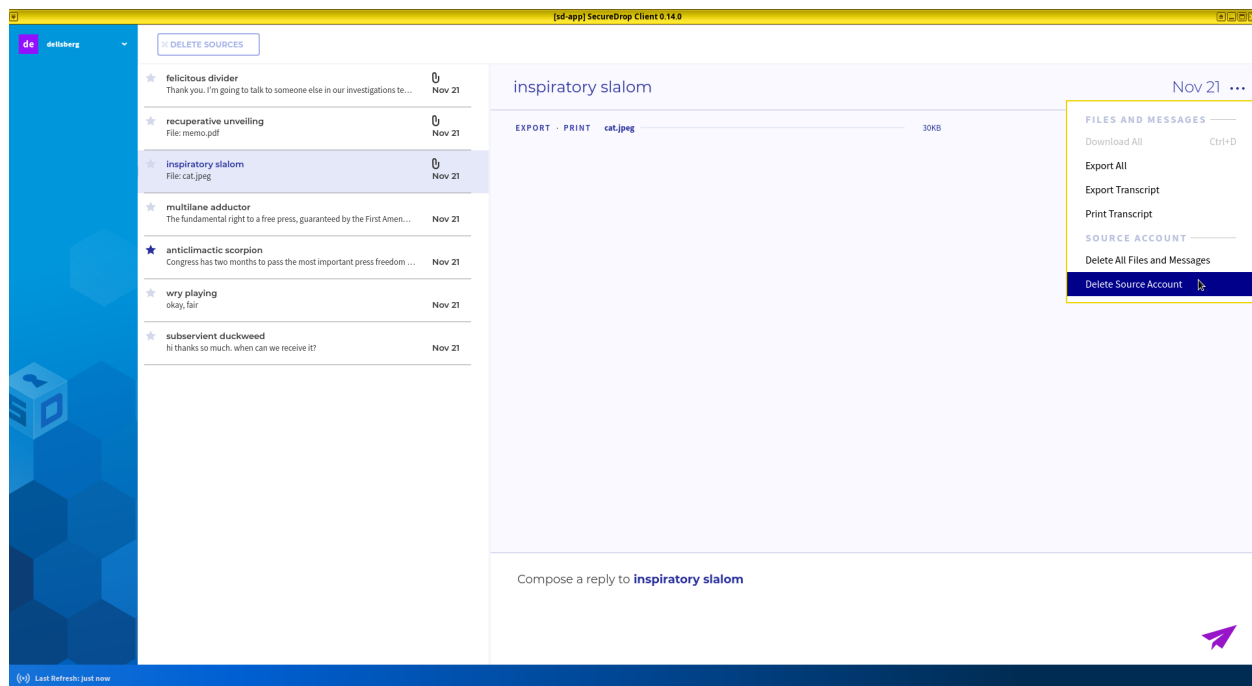 [sd-app] SecureDrop Client 0.14.0
de dellsberg
DELETE SOURCES
felicitous divider
Thank you. I'm going to talk to someone else in our investigations te... Nov 21
recuperative unveiling
File: memo.pdf Nov 21
inspiratory slalom
File: cat.jpeg Nov 21
multilane adductor
The fundamental right to a free press, guaranteed by the First Amen... Nov 21
anticlimactic scorpion
Congress has two months to pass the most important press freedom ... Nov 21
wry playing
okay, fair Nov 21
subservient duckweed
hi thanks so much. when can we receive it? Nov 21
inspiratory slalom Nov 21
EXPORT · PRINT cat.jpeg 30KB
FILES AND MESSAGES
Download All Ctrl+D
Export All
Export Transcript
Print Transcript
SOURCE ACCOUNT
Delete All Files and Messages
Delete Source Account
Compose a reply to inspiratory slalom
SD
Last Refresh: just now